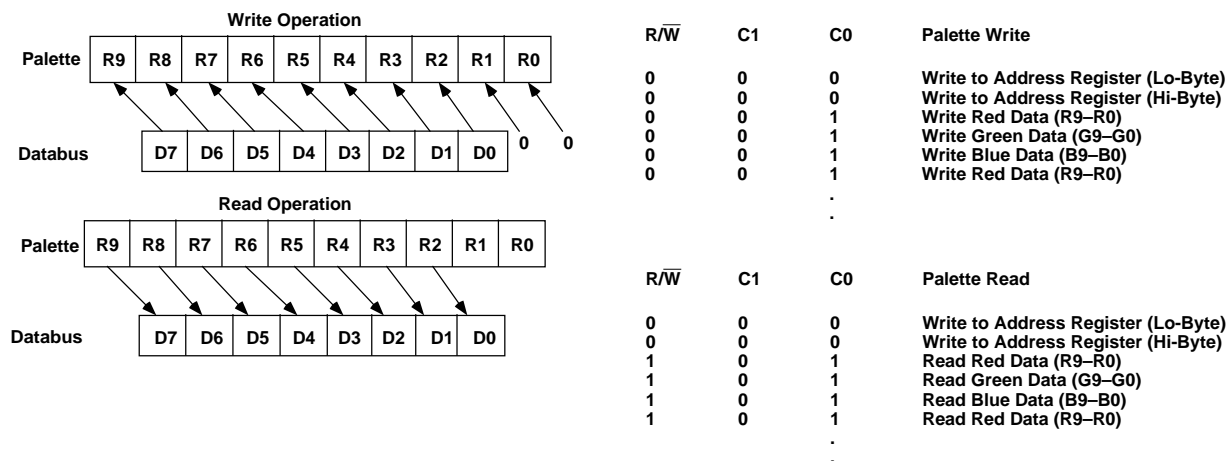 Write Operation
Palette R9 R8 R7 R6 R5 R4 R3 R2 R1 R0
Databus D7 D6 D5 D4 D3 D2 D1 D0 0 0
Read Operation
Palette R9 R8 R7 R6 R5 R4 R3 R2 R1 R0
Databus D7 D6 D5 D4 D3 D2 D1 D0
R/W̅ C1 C0 Palette Write
0 0 0 Write to Address Register (Lo-Byte)
0 0 0 Write to Address Register (Hi-Byte)
0 0 1 Write Red Data (R9–R0)
0 0 1 Write Green Data (G9–G0)
0 0 1 Write Blue Data (B9–B0)
0 0 1 Write Red Data (R9–R0)
.
.
R/W̅ C1 C0 Palette Read
0 0 0 Write to Address Register (Lo-Byte)
0 0 0 Write to Address Register (Hi-Byte)
1 0 1 Read Red Data (R9–R0)
1 0 1 Read Green Data (G9–G0)
1 0 1 Read Blue Data (B9–B0)
1 0 1 Read Red Data (R9–R0)
.
.